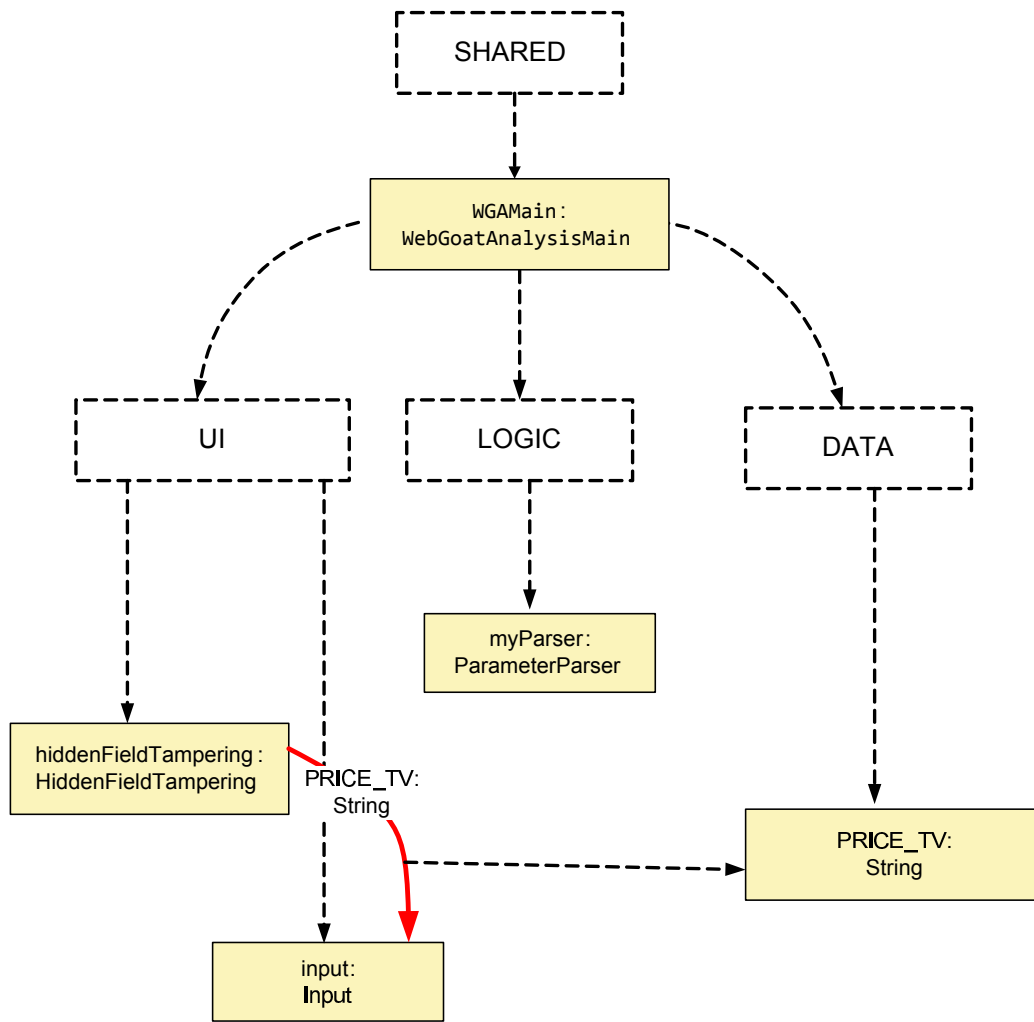 SHARED
WGAMain:
WebGoatAnalysisMain
UI
LOGIC
DATA
myParser:
ParameterParser
hiddenFieldTampering:
HiddenFieldTampering
PRICE_TV:
String
PRICE_TV:
String
input:
Input